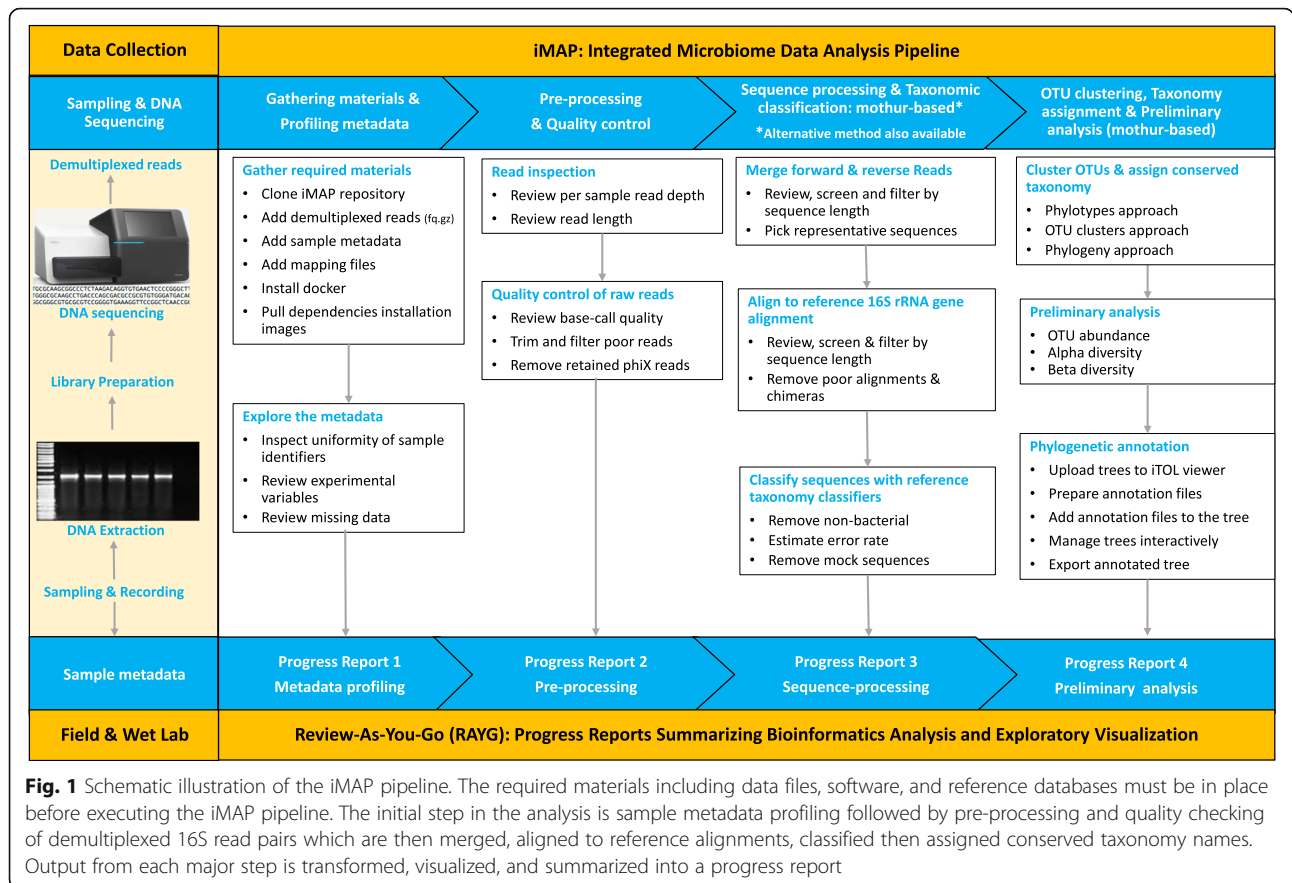 Data Collection
iMAP: Integrated Microbiome Data Analysis Pipeline
Sampling & DNA
Sequencing
Gathering materials &
Profiling metadata
Pre-processing
& Quality control
Sequence processing & Taxonomic
classification: mothur-based*
*Alternative method also available
OTU clustering, Taxonomy
assignment & Preliminary
analysis (mothur-based)
Demultiplexed reads
DNA sequencing
Library Preparation
DNA Extraction
Sampling & Recording
Gather required materials
• Clone iMAP repository
• Add demultiplexed reads (fq.gz)
• Add sample metadata
• Add mapping files
• Install docker
• Pull dependencies installation
images
Explore the metadata
• Inspect uniformity of sample
identifiers
• Review experimental
variables
• Review missing data
Read inspection
• Review per sample read depth
• Review read length
Quality control of raw reads
• Review base-call quality
• Trim and filter poor reads
• Remove retained phiX reads
Merge forward & reverse Reads
• Review, screen and filter by
sequence length
• Pick representative sequences
Align to reference 16S rRNA gene
alignment
• Review, screen & filter by
sequence length
• Remove poor alignments &
chimeras
Classify sequences with reference
taxonomy classifiers
• Remove non-bacterial
• Estimate error rate
• Remove mock sequences
Cluster OTUs & assign conserved
taxonomy
• Phylotypes approach
• OTU clusters approach
• Phylogeny approach
Preliminary analysis
• OTU abundance
• Alpha diversity
• Beta diversity
Phylogenetic annotation
• Upload trees to iTOL viewer
• Prepare annotation files
• Add annotation files to the tree
• Manage trees interactively
• Export annotated tree
Sample metadata
Progress Report 1
Metadata profiling
Progress Report 2
Pre-processing
Progress Report 3
Sequence-processing
Progress Report 4
Preliminary analysis
Field & Wet Lab
Review-As-You-Go (RAYG): Progress Reports Summarizing Bioinformatics Analysis and Exploratory Visualization
Fig. 1 Schematic illustration of the iMAP pipeline. The required materials including data files, software, and reference databases must be in place
before executing the iMAP pipeline. The initial step in the analysis is sample metadata profiling followed by pre-processing and quality checking
of demultiplexed 16S read pairs which are then merged, aligned to reference alignments, classified then assigned conserved taxonomy names.
Output from each major step is transformed, visualized, and summarized into a progress report